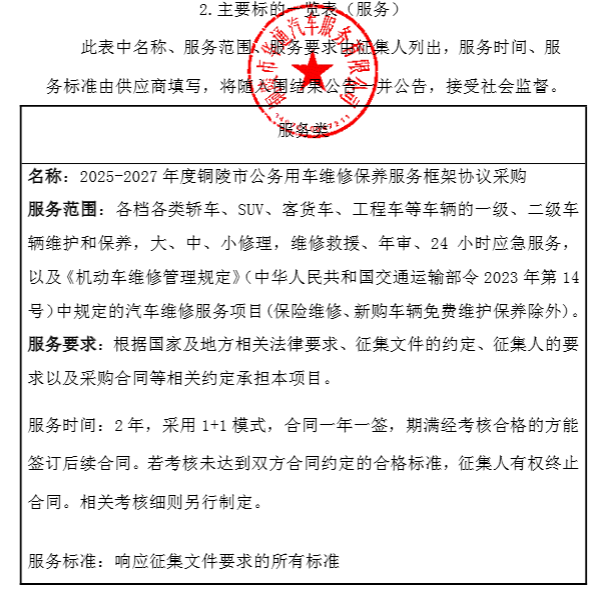 2.主要标的一览表（服务）
此表中名称、服务范围、服务要求由征集人列出，服务时间、服
务标准由供应商填写，将随入围结果公告一并公告，接受社会监督。
服务类
名称：2025-2027 年度铜陵市公务用车维修保养服务框架协议采购
服务范围：各档各类轿车、SUV、客货车、工程车等车辆的一级、二级车
辆维护和保养，大、中、小修理，维修救援、年审、24 小时应急服务，
以及《机动车维修管理规定》（中华人民共和国交通运输部令 2023 年第 14
号）中规定的汽车维修服务项目(保险维修、新购车辆免费维护保养除外)。
服务要求：根据国家及地方相关法律要求、征集文件的约定、征集人的要
求以及采购合同等相关约定承担本项目。
服务时间：2 年，采用 1+1 模式，合同一年一签，期满经考核合格的方能
签订后续合同。若考核未达到双方合同约定的合格标准，征集人有权终止
合同。相关考核细则另行制定。
服务标准：响应征集文件要求的所有标准